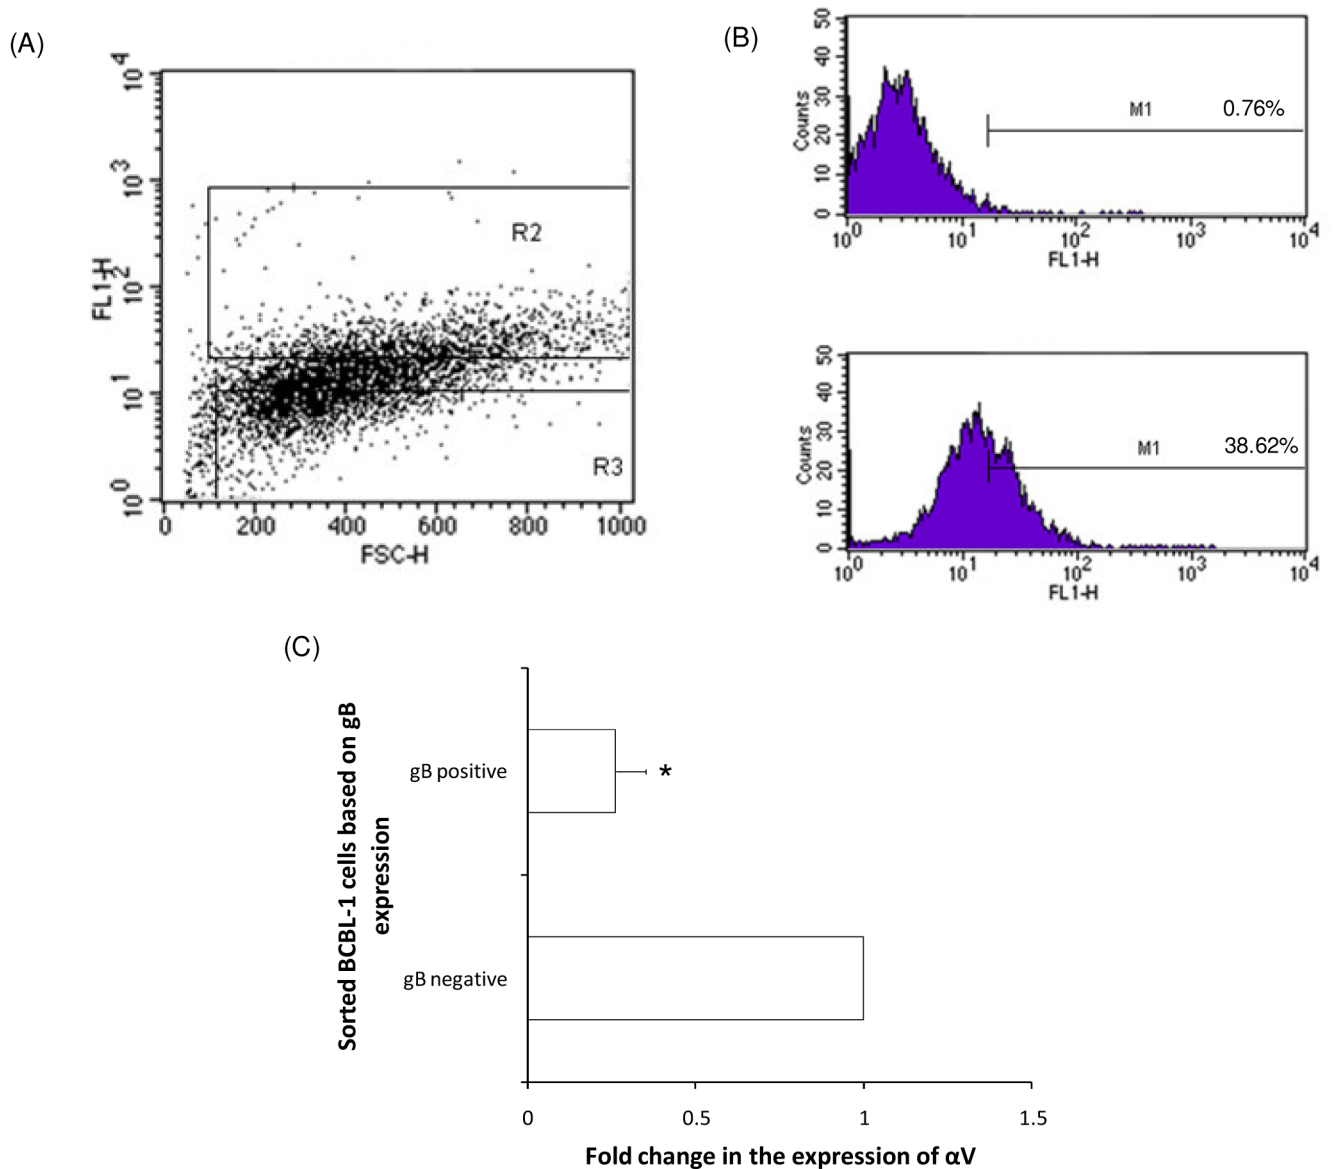 (A)
10^4
10^3
10^2
10^1
10^0
FL1-H
R2
R3
0 200 400 600 800 1000
FSC-H
(B)
50
40
30
20
10
0
Counts
M1 0.76%
10^0 10^1 10^2 10^3 10^4
FL1-H
50
40
30
20
10
0
Counts
M1 38.62%
10^0 10^1 10^2 10^3 10^4
FL1-H
(C)
Sorted BCBL-1 cells based on gB
expression
gB positive
*
gB negative
0 0.5 1 1.5
Fold change in the expression of αV